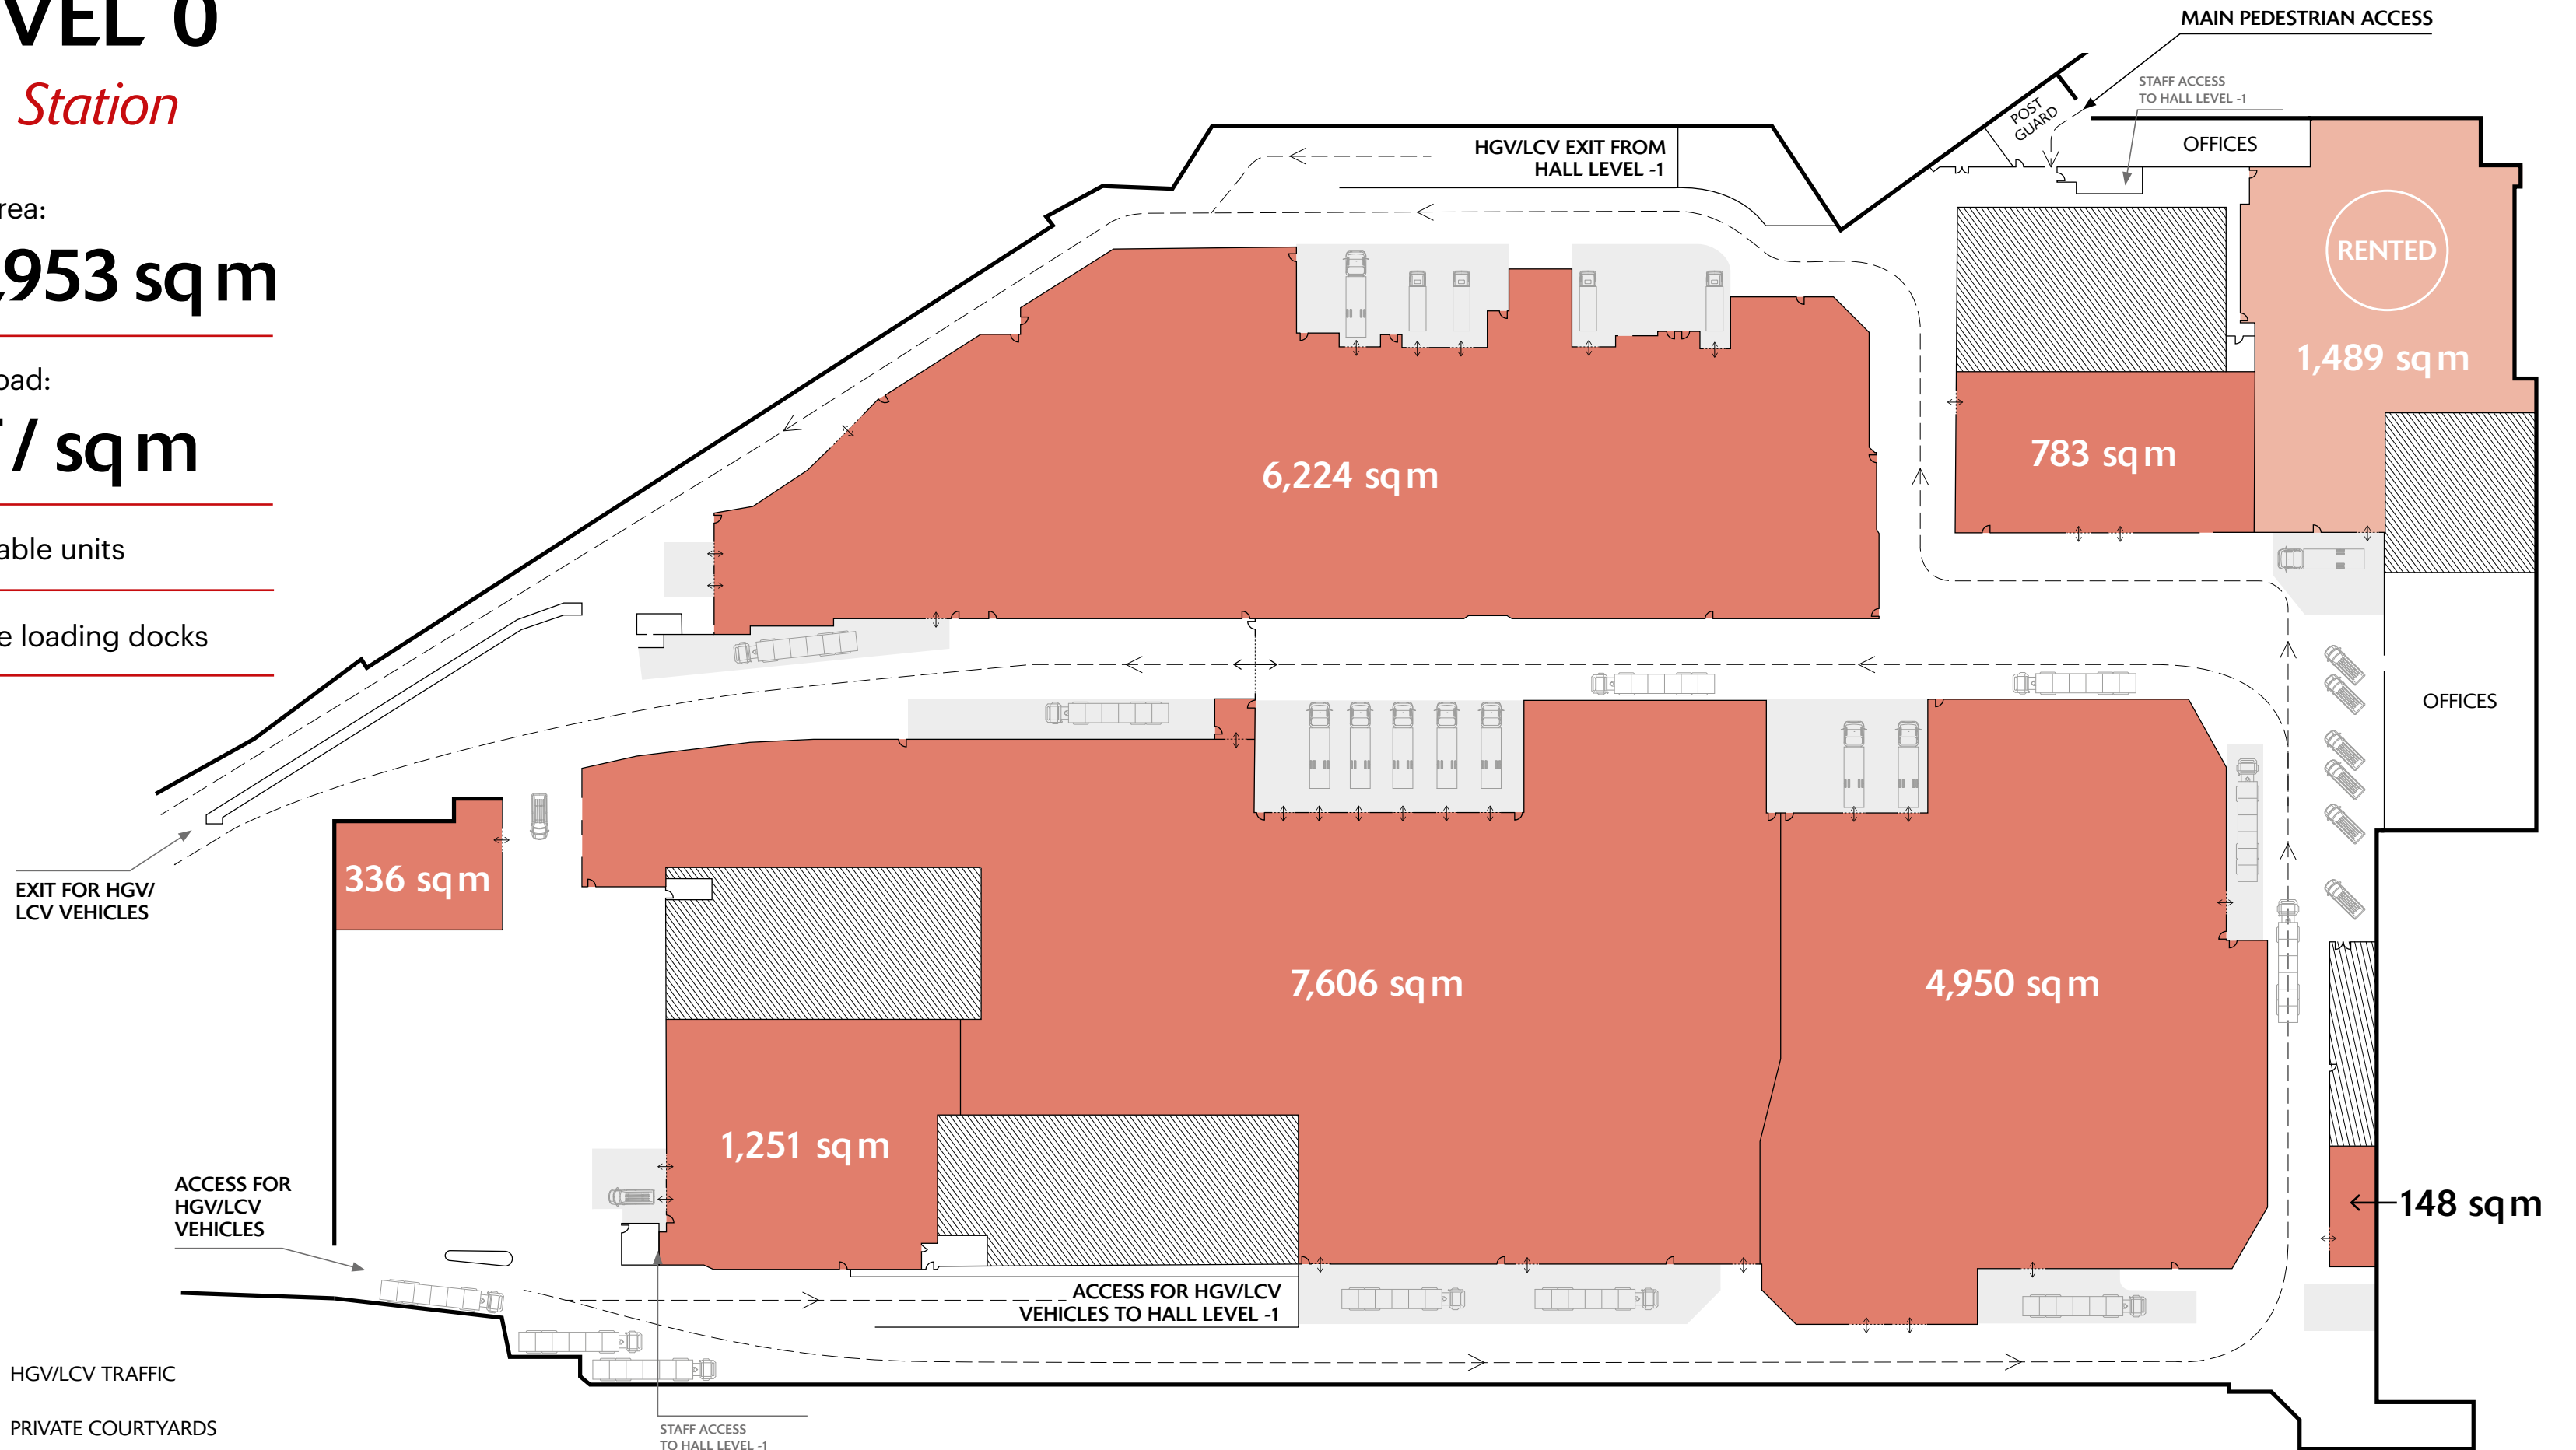 VEL 0
Station
rea:
,953 sq m
oad:
/ sq m
able units
e loading docks
MAIN PEDESTRIAN ACCESS
STAFF ACCESS
TO HALL LEVEL -1
POST
GUARD
OFFICES
HGV/LCV EXIT FROM
HALL LEVEL -1
RENTED
1,489 sq m
783 sq m
6,224 sq m
OFFICES
336 sq m
EXIT FOR HGV/
LCV VEHICLES
7,606 sq m
4,950 sq m
1,251 sq m
148 sq m
ACCESS FOR
HGV/LCV
VEHICLES
ACCESS FOR HGV/LCV
VEHICLES TO HALL LEVEL -1
HGV/LCV TRAFFIC
PRIVATE COURTYARDS
STAFF ACCESS
TO HALL LEVEL -1